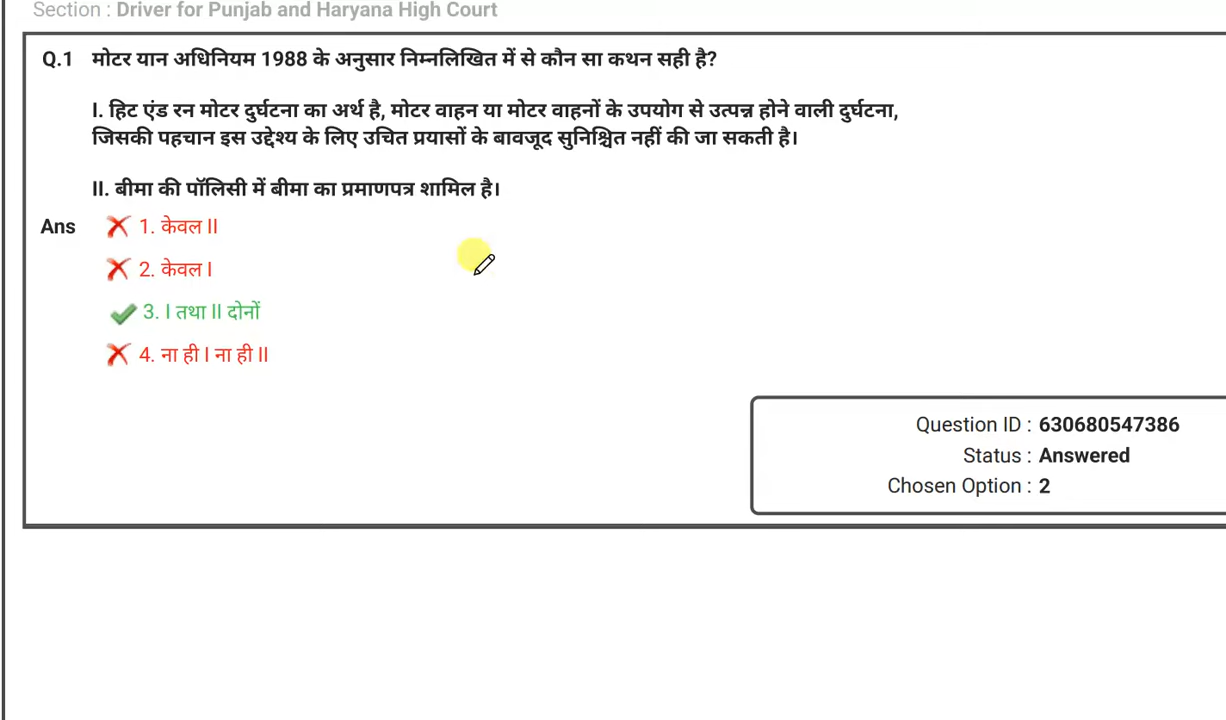 Section : Driver for Punjab and Haryana High Court
Q.1 मोटर यान अधिनियम 1988 के अनुसार निम्नलिखित में से कौन सा कथन सही है?
I. हिट एंड रन मोटर दुर्घटना का अर्थ है, मोटर वाहन या मोटर वाहनों के उपयोग से उत्पन्न होने वाली दुर्घटना,
जिसकी पहचान इस उद्देश्य के लिए उचित प्रयासों के बावजूद सुनिश्चित नहीं की जा सकती है।
II. बीमा की पॉलिसी में बीमा का प्रमाणपत्र शामिल है।
Ans 1. केवल II
2. केवल I
3. I तथा II दोनों
4. ना ही I ना ही II
Question ID : 630680547386
Status : Answered
Chosen Option : 2